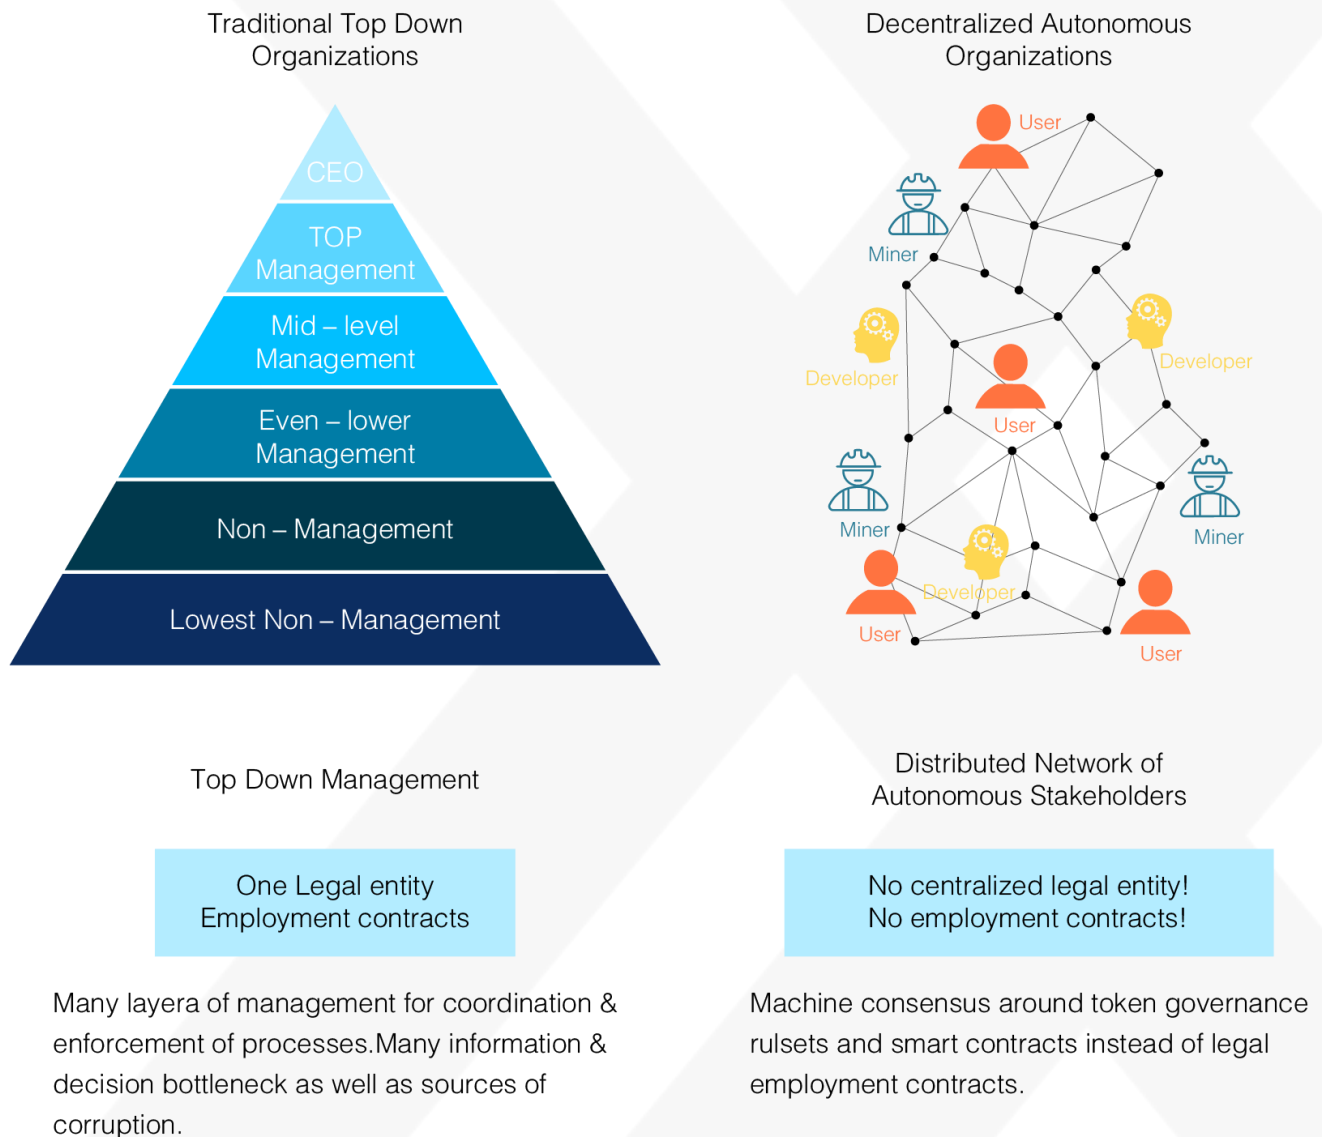 Traditional Top Down
Organizations
CEO
TOP
Management
Mid – level
Management
Even – lower
Management
Non – Management
Lowest Non – Management
Top Down Management
One Legal entity
Employment contracts
Many layera of management for coordination &
enforcement of processes.Many information &
decision bottleneck as well as sources of
corruption.
Decentralized Autonomous
Organizations
User
Miner
Developer
Developer
User
Miner
Miner
Developer
User
User
Distributed Network of
Autonomous Stakeholders
No centralized legal entity!
No employment contracts!
Machine consensus around token governance
rulsets and smart contracts instead of legal
employment contracts.